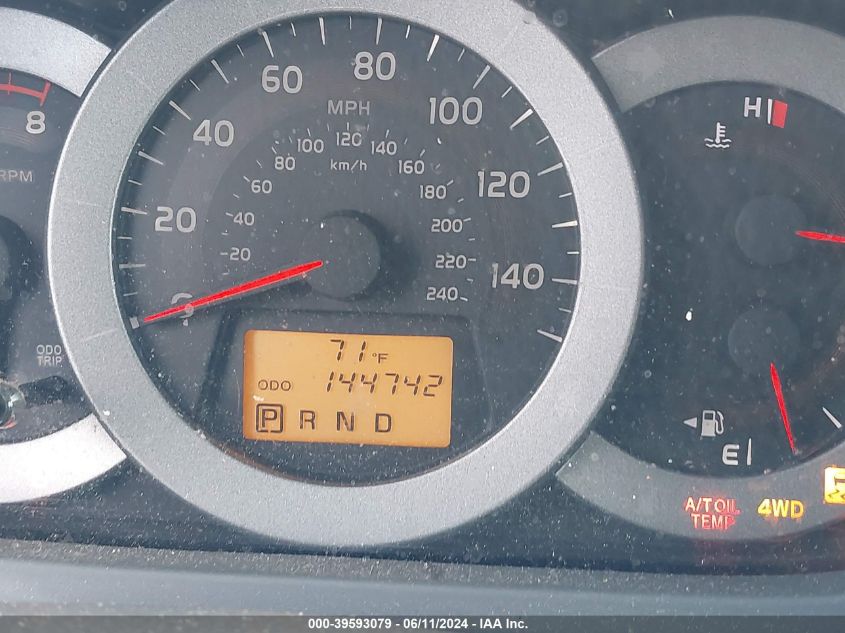 8
RPM
ODO
TRIP
0
20
40
60
80
100
120
140
MPH
20
40
60
80
100
120
140
160
180
200
220
240
km/h
71°F
ODO 144742
P R N D
H
E
A/T OIL
TEMP
4WD
000-39593079 - 06/11/2024 - IAA Inc.